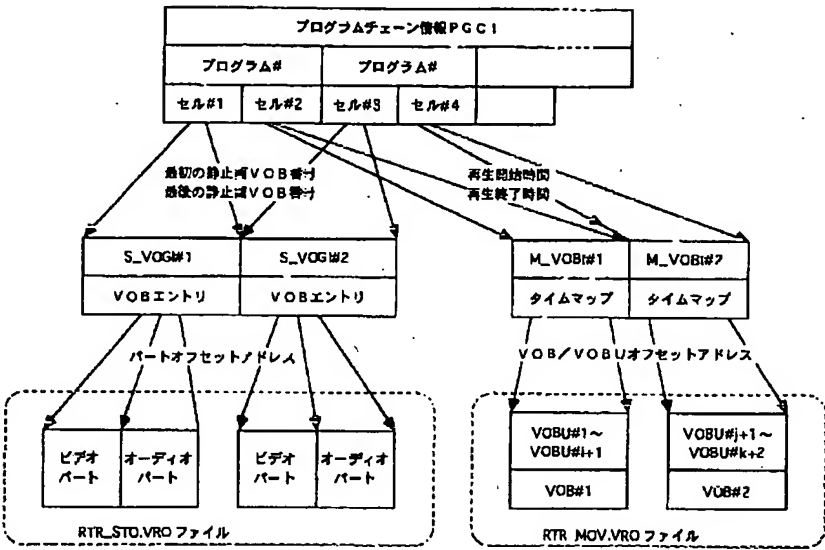 プログラムチェーン情報PGCI
プログラム# プログラム#
セル#1 セル#2 セル#3 セル#4
最初の静止画VOB番号
最後の静止画VOB番号
再生開始時間
再生終了時間
S_VOGI#1 S_VOGI#2
VOBエントリ VOBエントリ
M_VOBI#1 M_VOBI#2
タイムマップ タイムマップ
パートオフセットアドレス
VOB/VOBUオフセットアドレス
ビデオ
パート
オーディオ
パート
ビデオ
パート
オーディオ
パート
VOBU#1~
VOBU#i+1
VOB#1
VOBU#j+1~
VOBU#k+2
VOB#2
RTR_STO.VRO ファイル
RTR_MOV.VRO ファイル